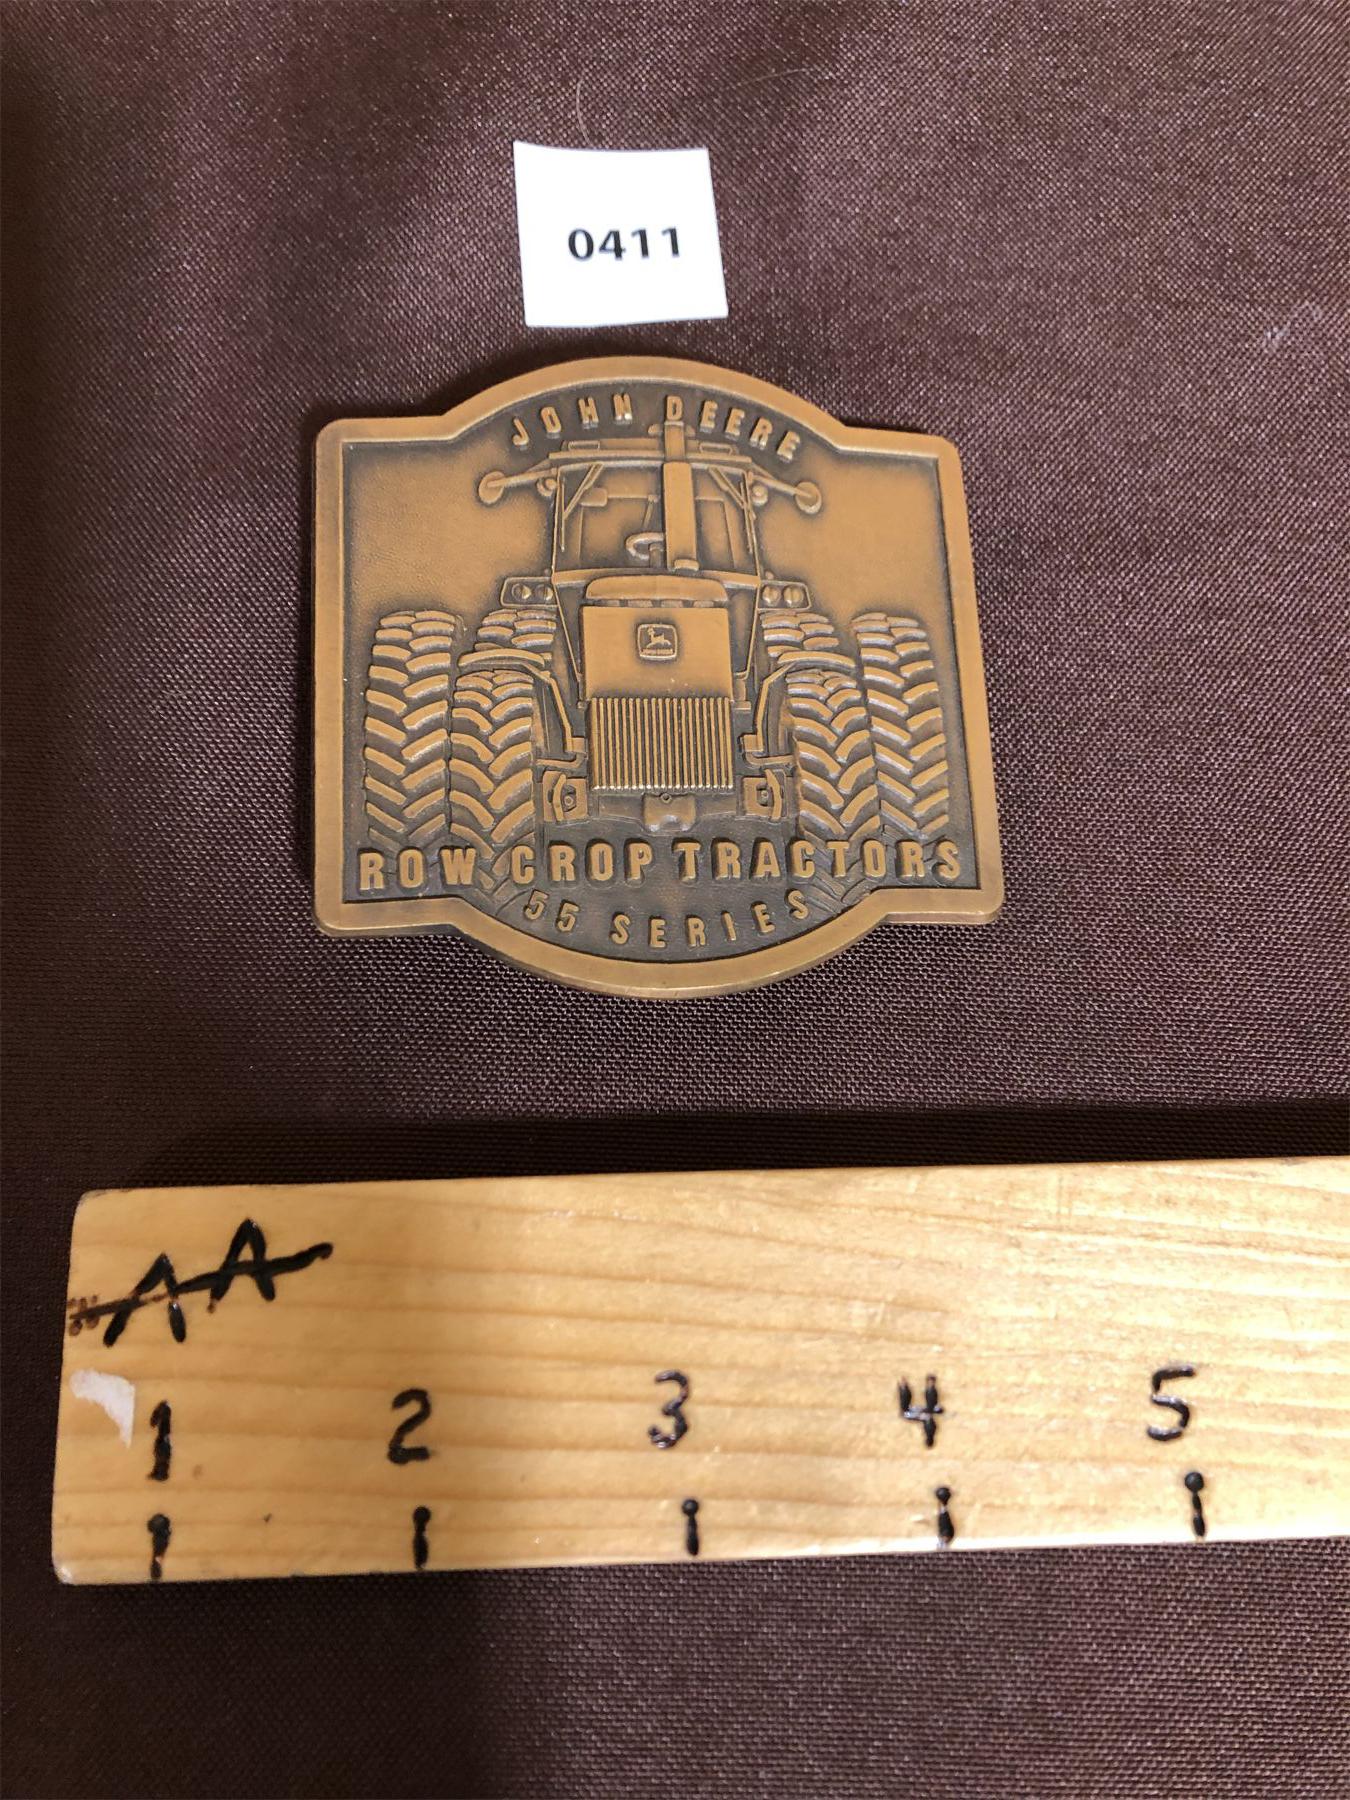 0411
JOHN DEERE
ROW CROP TRACTORS
55 SERIES
AA
1 2 3 4 5